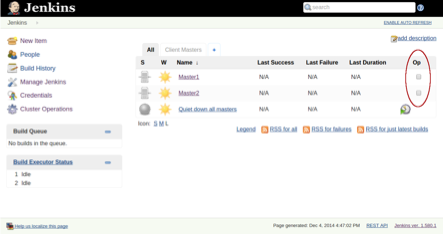 Jenkins
search
Jenkins
ENABLE AUTO REFRESH
New Item
People
Build History
Manage Jenkins
Credentials
Cluster Operations
Build Queue
No builds in the queue.
Build Executor Status
1 Idle
2 Idle
add description
All Client Masters +
S W Name ↓ Last Success Last Failure Last Duration Op
Master1 N/A N/A N/A
Master2 N/A N/A N/A
Quiet down all masters N/A N/A N/A
Icon: S M L
Legend RSS for all RSS for failures RSS for just latest builds
Help us localize this page
Page generated: Dec 4, 2014 4:47:02 PM REST API Jenkins ver. 1.580.1